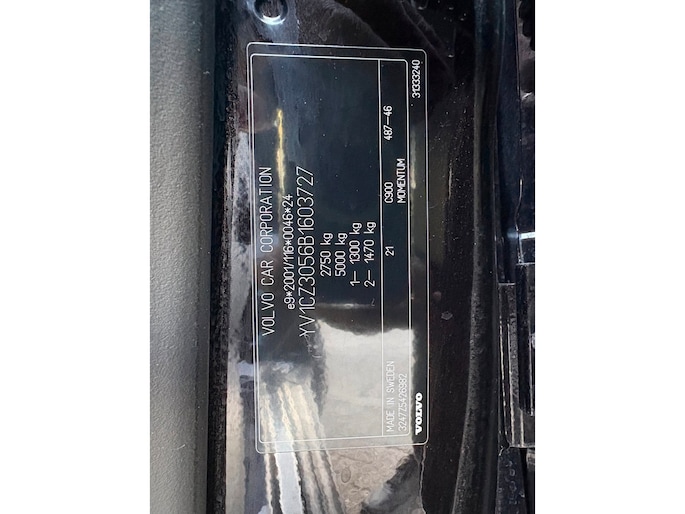 VOLVO CAR CORPORATION
e9*2001/116*0046*24
YV1CZ3056B1603727
2750 kg
5000 kg
1– 1300 kg
2– 1470 kg
21 C900 487–46
MOMENTUM
MADE IN SWEDEN
3247Z5426982
VOLVO 31333240